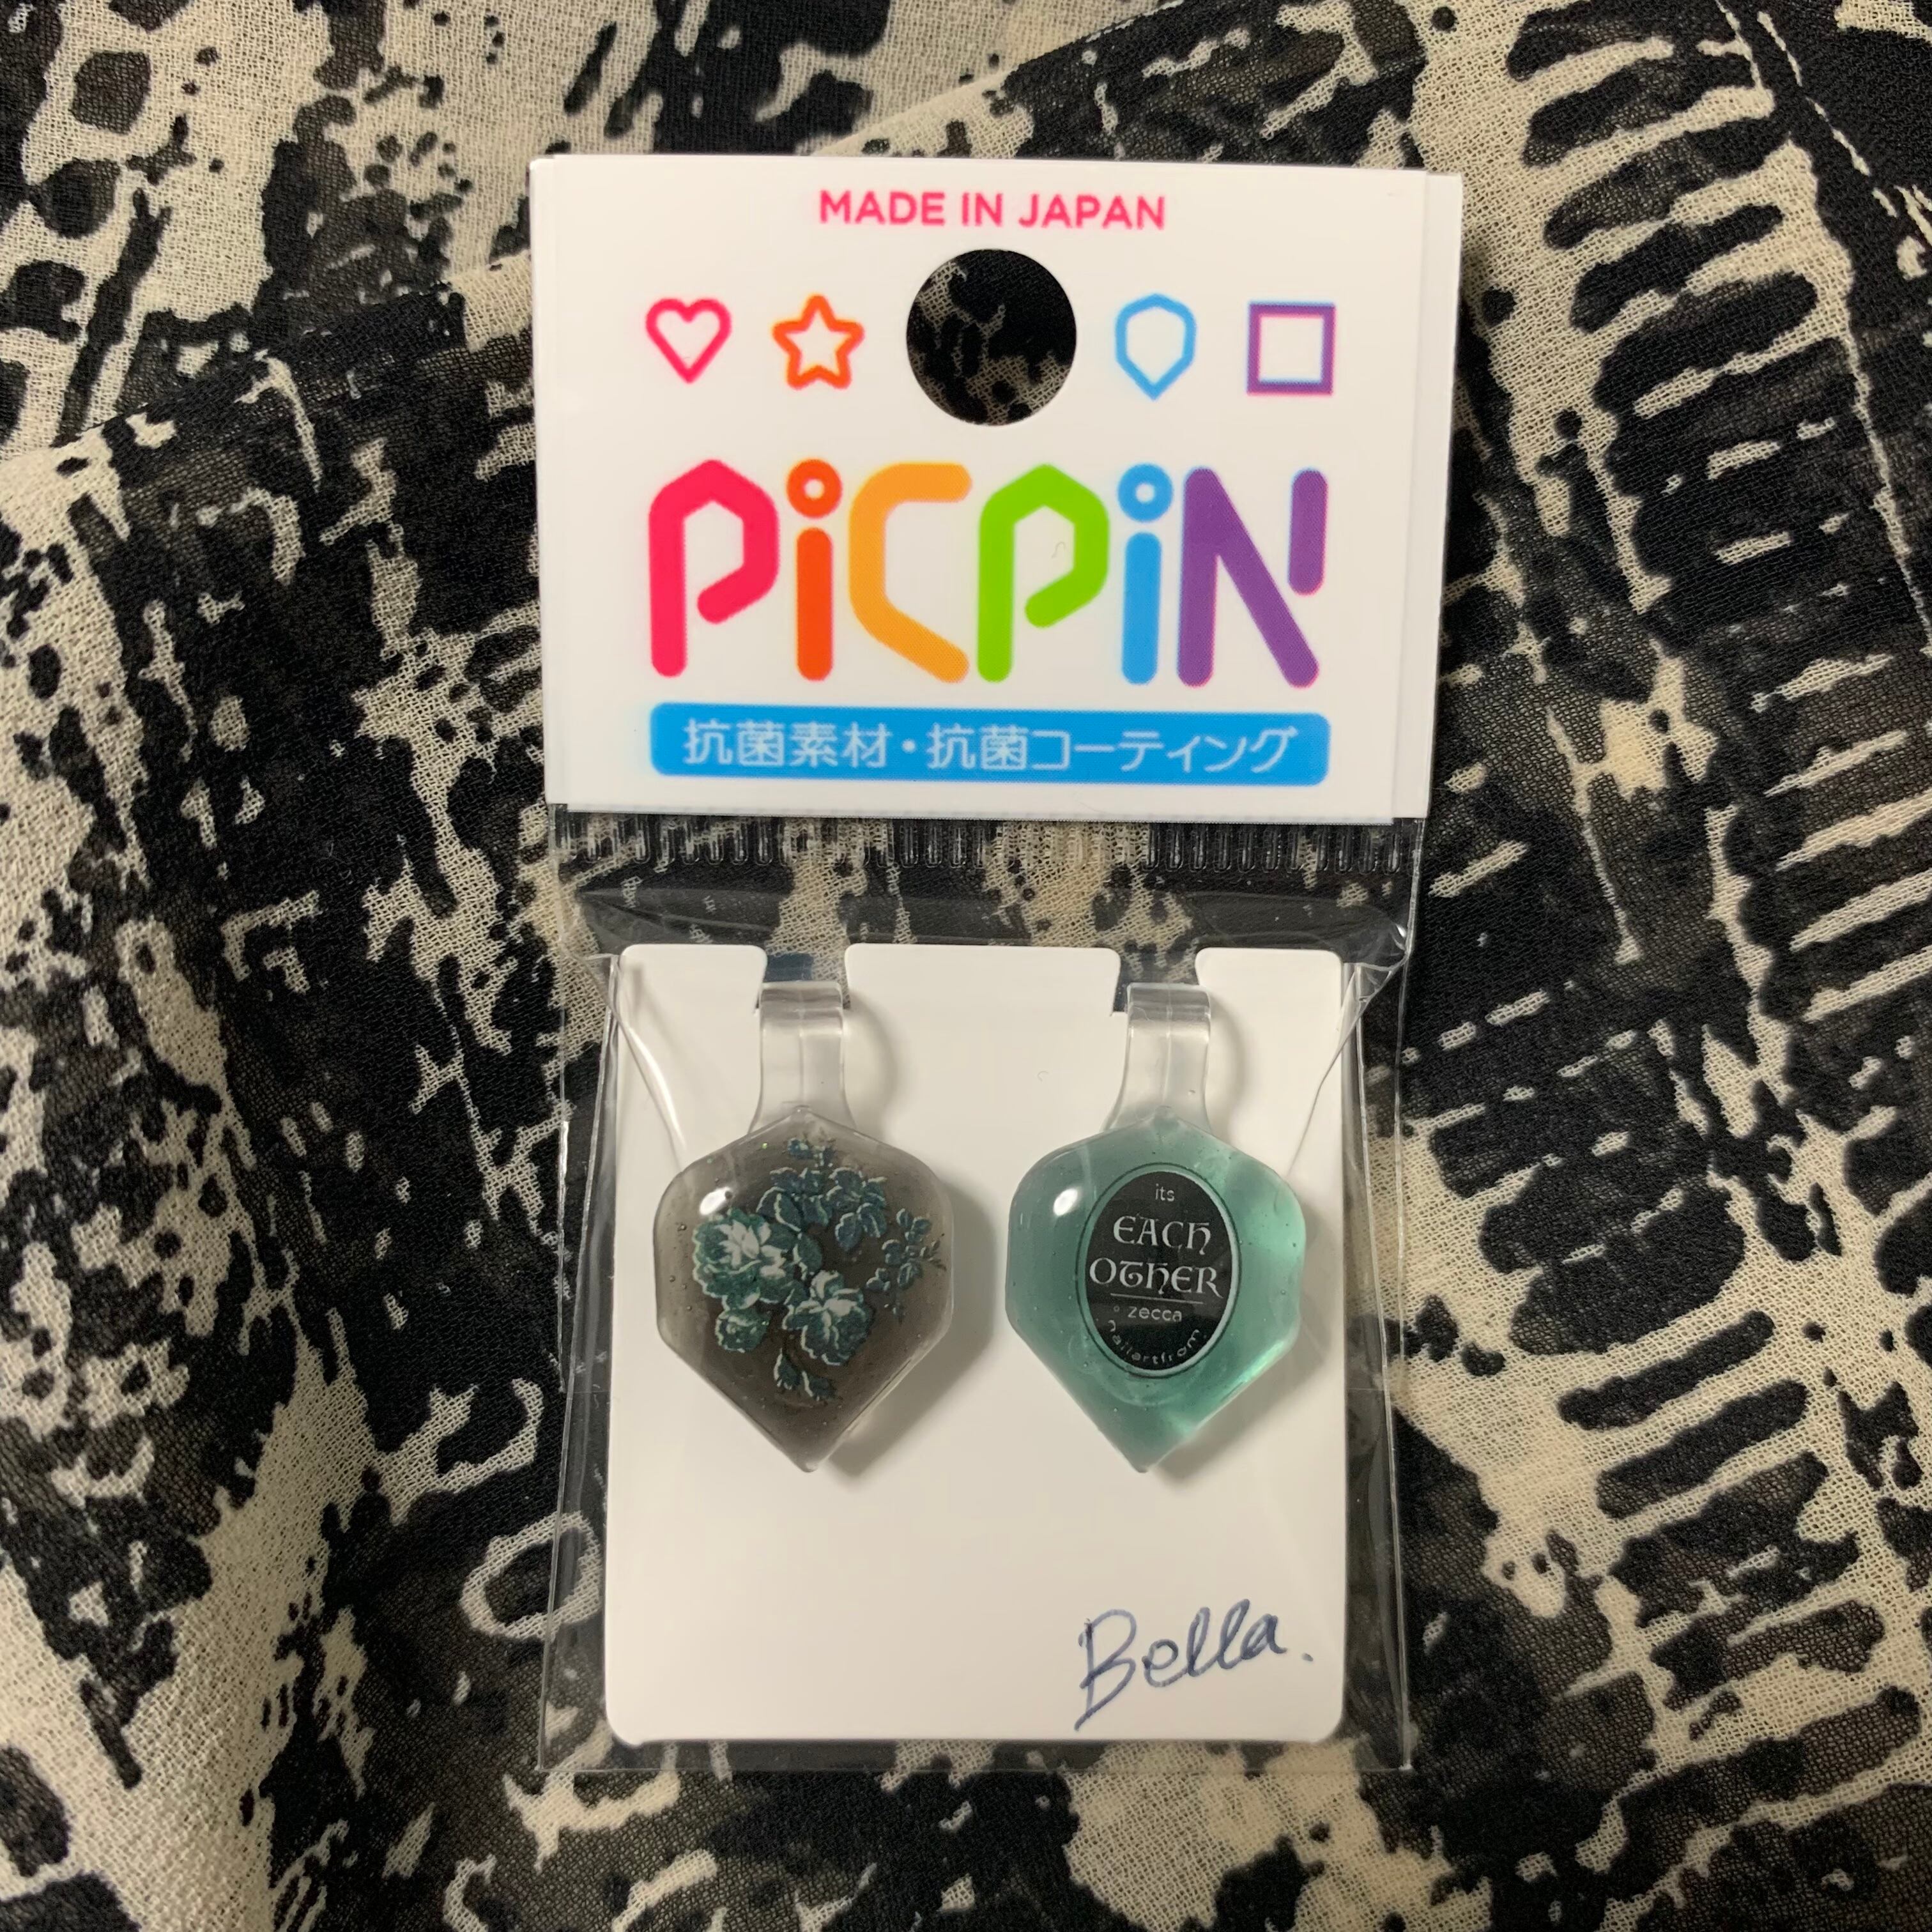 MADE IN JAPAN
PiCPiN
抗菌素材・抗菌コーティング
its
EACH
OTHER
zecca
nailartfrom
Bella.